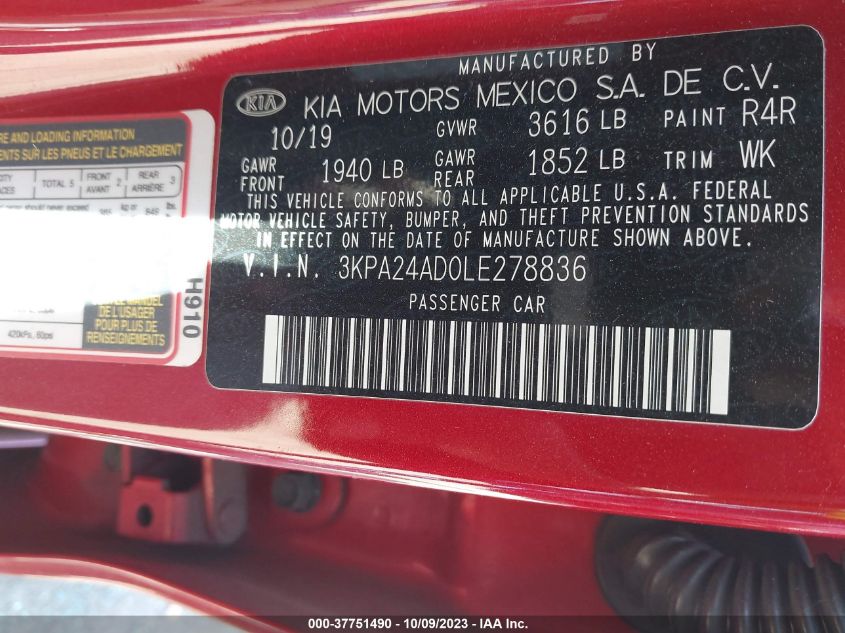 MANUFACTURED BY
KIA KIA MOTORS MEXICO S.A. DE C.V.
10/19 GVWR 3616 LB PAINT R4R
GAWR FRONT 1940 LB GAWR REAR 1852 LB TRIM WK
THIS VEHICLE CONFORMS TO ALL APPLICABLE U.S.A. FEDERAL
MOTOR VEHICLE SAFETY, BUMPER, AND THEFT PREVENTION STANDARDS
IN EFFECT ON THE DATE OF MANUFACTURE SHOWN ABOVE.
V.I.N. 3KPA24AD0LE278836
PASSENGER CAR
RE AND LOADING INFORMATION
ENTS SUR LES PNEUS ET LE CHARGEMENT
TOTAL 5 FRONT AVANT 2 REAR ARRIÈRE 3
LE MANUEL
DE L'USAGER
POUR PLUS DE
RENSEIGNEMENTS
420kPa, 60psi
H910
000-37751490 - 10/09/2023 - IAA Inc.